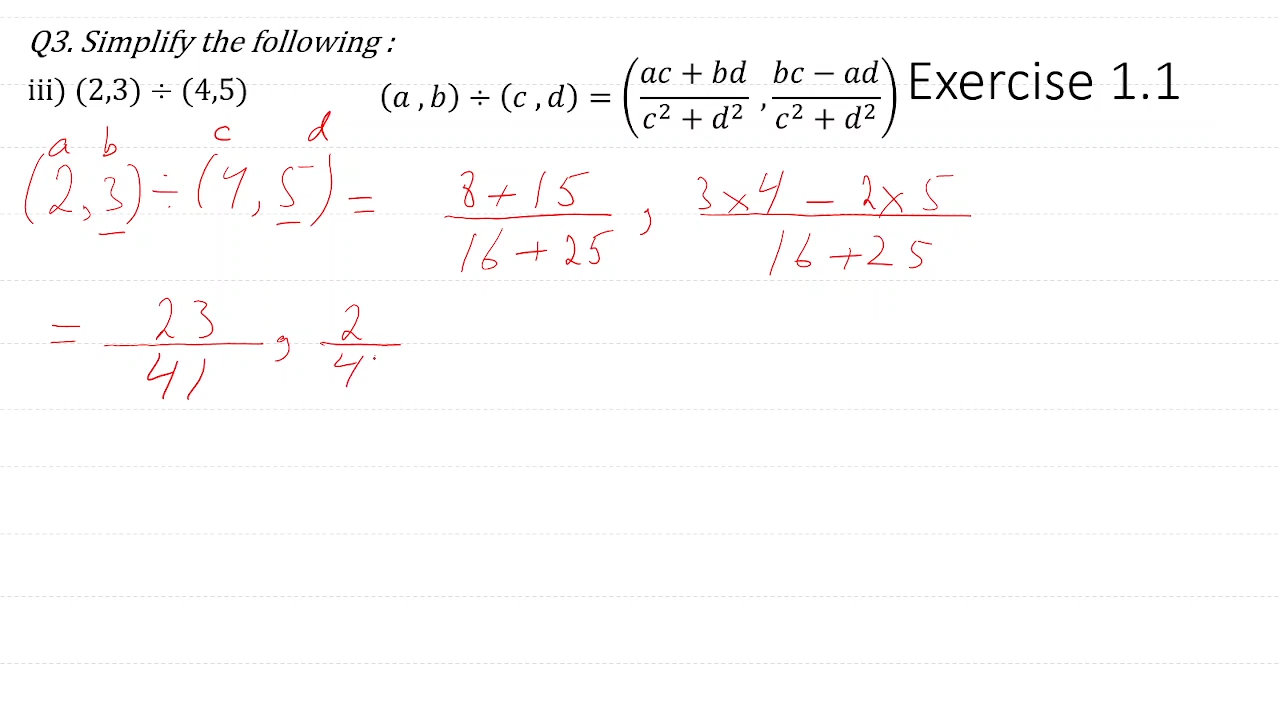 Q3. Simplify the following :
iii) (2,3) ÷ (4,5)
(a , b) ÷ (c , d) = ( (ac + bd)/(c² + d²) , (bc − ad)/(c² + d²) )
Exercise 1.1
a b c d
(2, 3) ÷ (4, 5) = (8 + 15)/(16 + 25) , (3 × 4 − 2 × 5)/(16 + 25)
= 23/41 , 2/4